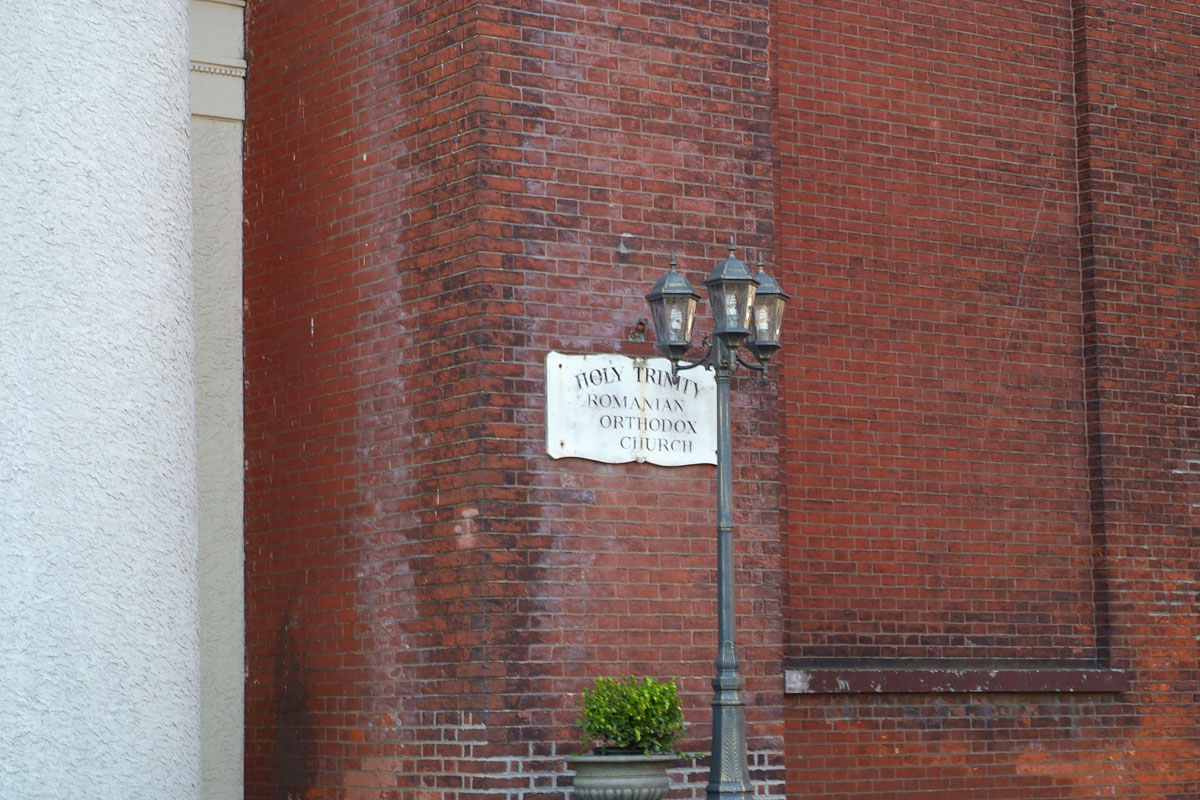 HOLY TRINITY
ROMANIAN
ORTHODOX
CHURCH